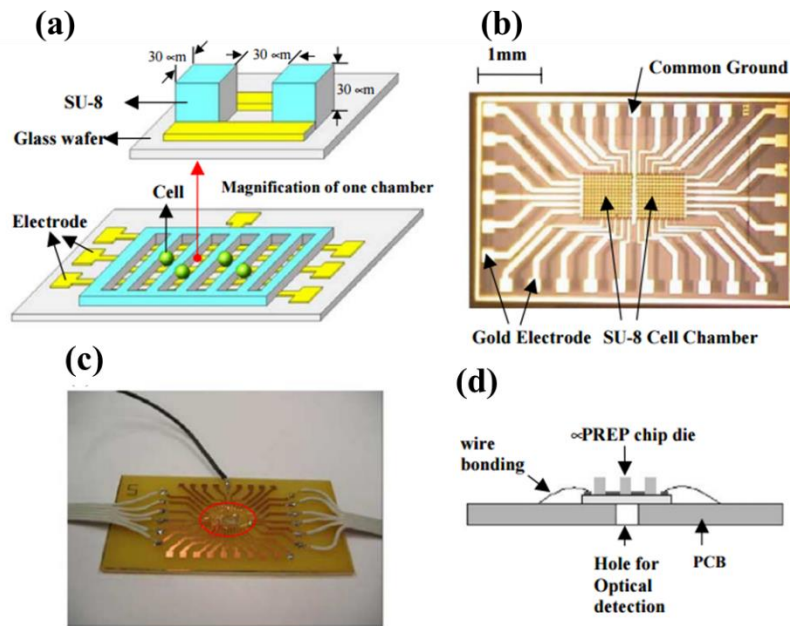 (a)
30 ∝m
30 ∝m
30 ∝m
SU-8
Glass wafer
Cell
Magnification of one chamber
Electrode
(b)
1mm
Common Ground
Gold Electrode
SU-8 Cell Chamber
(c)
(d)
∝PREP chip die
wire
bonding
Hole for
Optical
detection
PCB